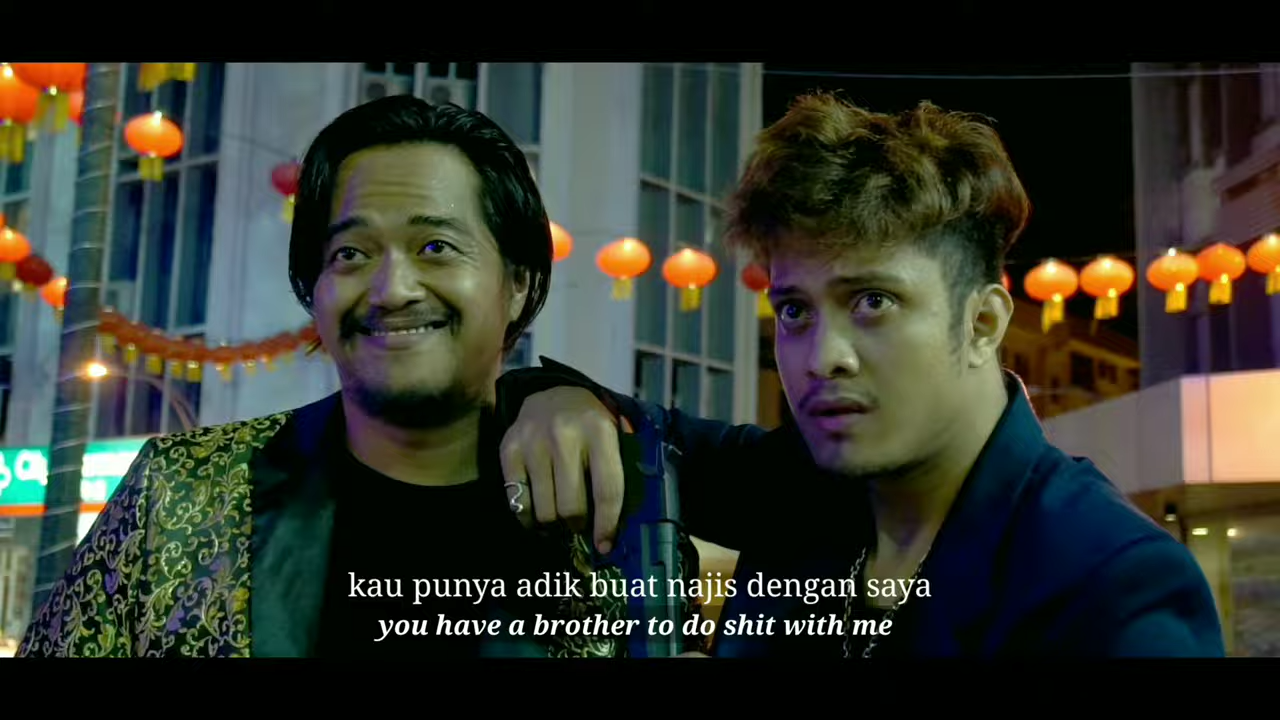 kau punya adik buat najis dengan saya
you have a brother to do shit with me